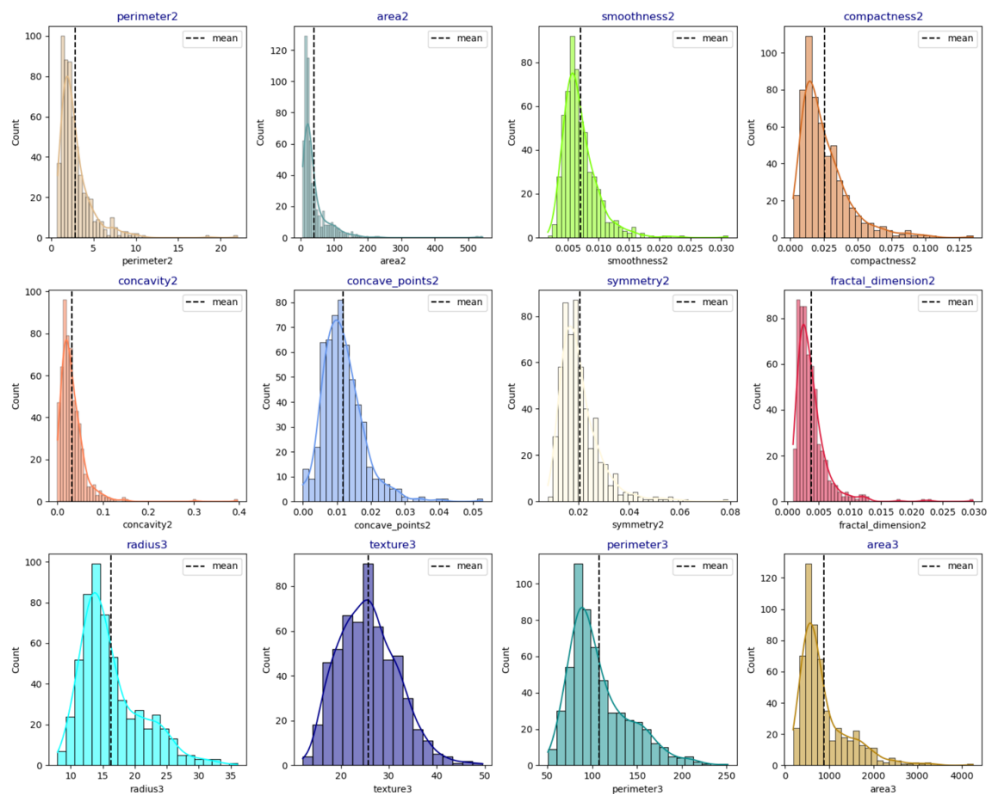 perimeter2
mean
Count
100
80
60
40
20
0
0 5 10 15 20
perimeter2
area2
mean
Count
120
100
80
60
40
20
0
0 100 200 300 400 500
area2
smoothness2
mean
Count
80
60
40
20
0
0.005 0.010 0.015 0.020 0.025 0.030
smoothness2
compactness2
mean
Count
100
80
60
40
20
0
0.000 0.025 0.050 0.075 0.100 0.125
compactness2
concavity2
mean
Count
100
80
60
40
20
0
0.0 0.1 0.2 0.3 0.4
concavity2
concave_points2
mean
Count
80
70
60
50
40
30
20
10
0
0.00 0.01 0.02 0.03 0.04 0.05
concave_points2
symmetry2
mean
Count
80
60
40
20
0
0.02 0.04 0.06 0.08
symmetry2
fractal_dimension2
mean
Count
80
60
40
20
0
0.000 0.005 0.010 0.015 0.020 0.025 0.030
fractal_dimension2
radius3
mean
Count
100
80
60
40
20
0
10 15 20 25 30 35
radius3
texture3
mean
Count
80
60
40
20
0
20 30 40 50
texture3
perimeter3
mean
Count
100
80
60
40
20
0
50 100 150 200 250
perimeter3
area3
mean
Count
120
100
80
60
40
20
0
0 1000 2000 3000 4000
area3